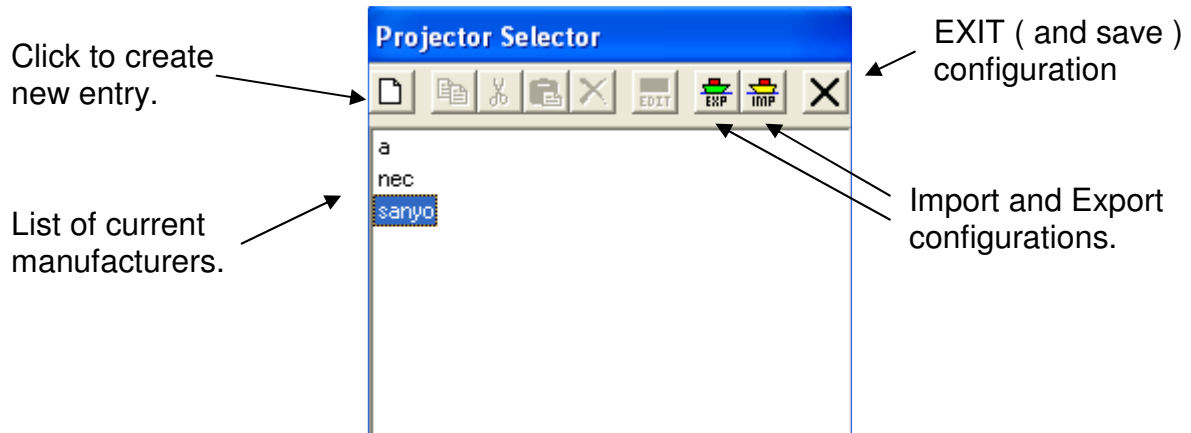 Projector Selector
Click to create
new entry.
EXIT ( and save )
configuration
EDIT
EXP
IMP
a
nec
sanyo
List of current
manufacturers.
Import and Export
configurations.